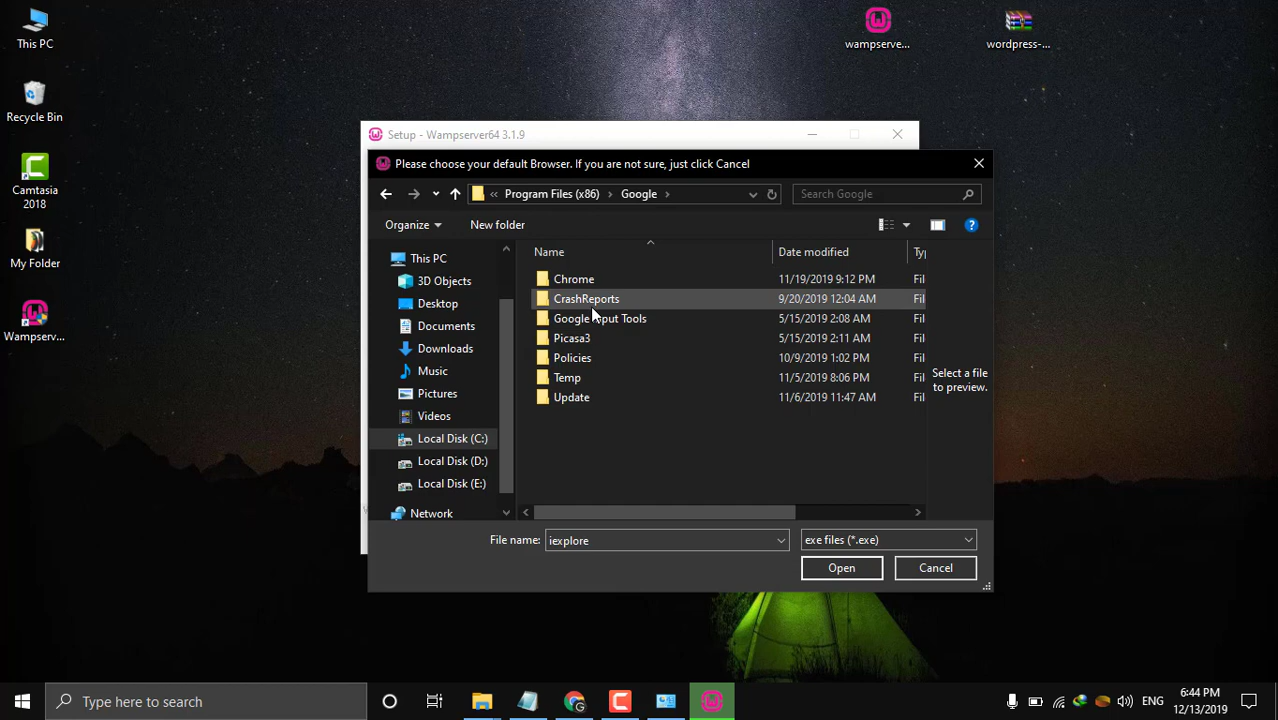 This PC
Recycle Bin
Camtasia
2018
My Folder
Wampserv...
wampserve...
wordpress-...
Setup - Wampserver64 3.1.9
Please choose your default Browser. If you are not sure, just click Cancel
« Program Files (x86) > Google >
Search Google
Organize
New folder
This PC
3D Objects
Desktop
Documents
Downloads
Music
Pictures
Videos
Local Disk (C:)
Local Disk (D:)
Local Disk (E:)
Network
Name Date modified Ty
Chrome 11/19/2019 9:12 PM Fil
CrashReports 9/20/2019 12:04 AM Fil
Google Input Tools 5/15/2019 2:08 AM Fil
Picasa3 5/15/2019 2:11 AM Fil
Policies 10/9/2019 1:02 PM Fil
Temp 11/5/2019 8:06 PM Fil
Update 11/6/2019 11:47 AM Fil
Select a file
to preview.
File name: iexplore
exe files (*.exe)
Open
Cancel
Type here to search
ENG
6:44 PM
12/13/2019